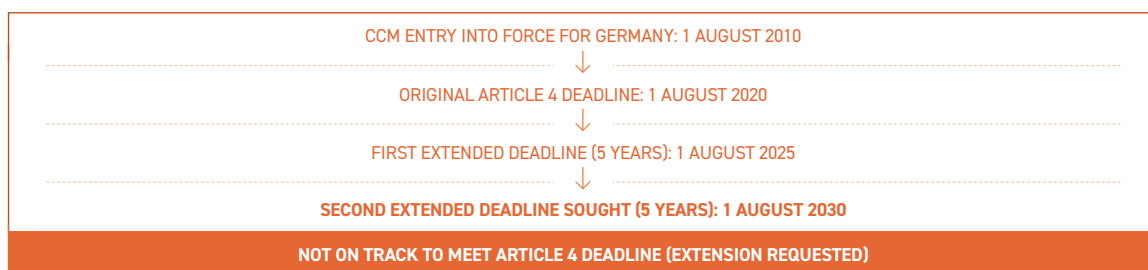 CCM ENTRY INTO FORCE FOR GERMANY: 1 AUGUST 2010
ORIGINAL ARTICLE 4 DEADLINE: 1 AUGUST 2020
FIRST EXTENDED DEADLINE (5 YEARS): 1 AUGUST 2025
SECOND EXTENDED DEADLINE SOUGHT (5 YEARS): 1 AUGUST 2030
NOT ON TRACK TO MEET ARTICLE 4 DEADLINE (EXTENSION REQUESTED)